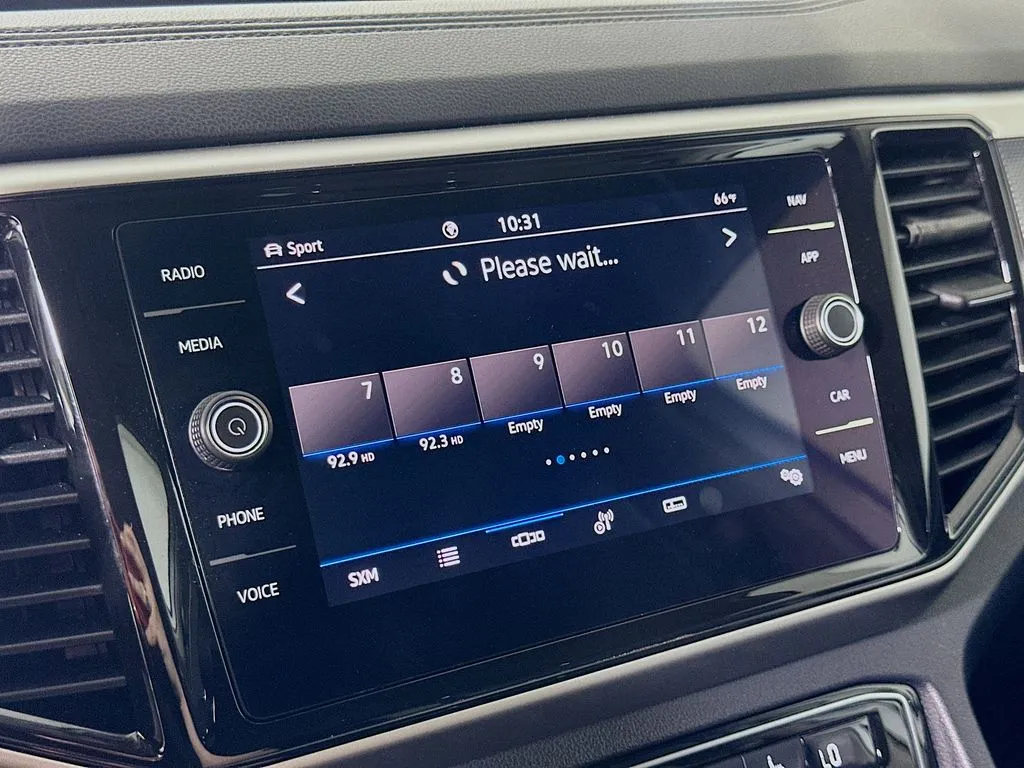 RADIO
MEDIA
PHONE
VOICE
Sport
10:31
66°F
Please wait...
7
8
9
10
11
12
92.9 HD
92.3 HD
Empty
Empty
Empty
Empty
SXM
NAV
APP
CAR
MENU
LO